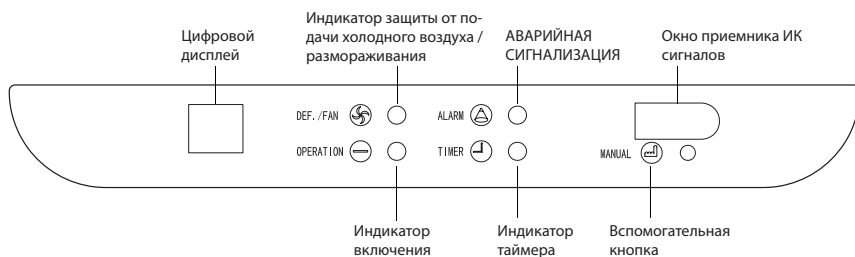 Цифровой
дисплей
Индикатор защиты от по-
дачи холодного воздуха /
размораживания
АВАРИЙНАЯ
СИГНАЛИЗАЦИЯ
Окно приемника ИК
сигналов
DEF./FAN
ALARM
OPERATION
TIMER
MANUAL
Индикатор
включения
Индикатор
таймера
Вспомогательная
кнопка